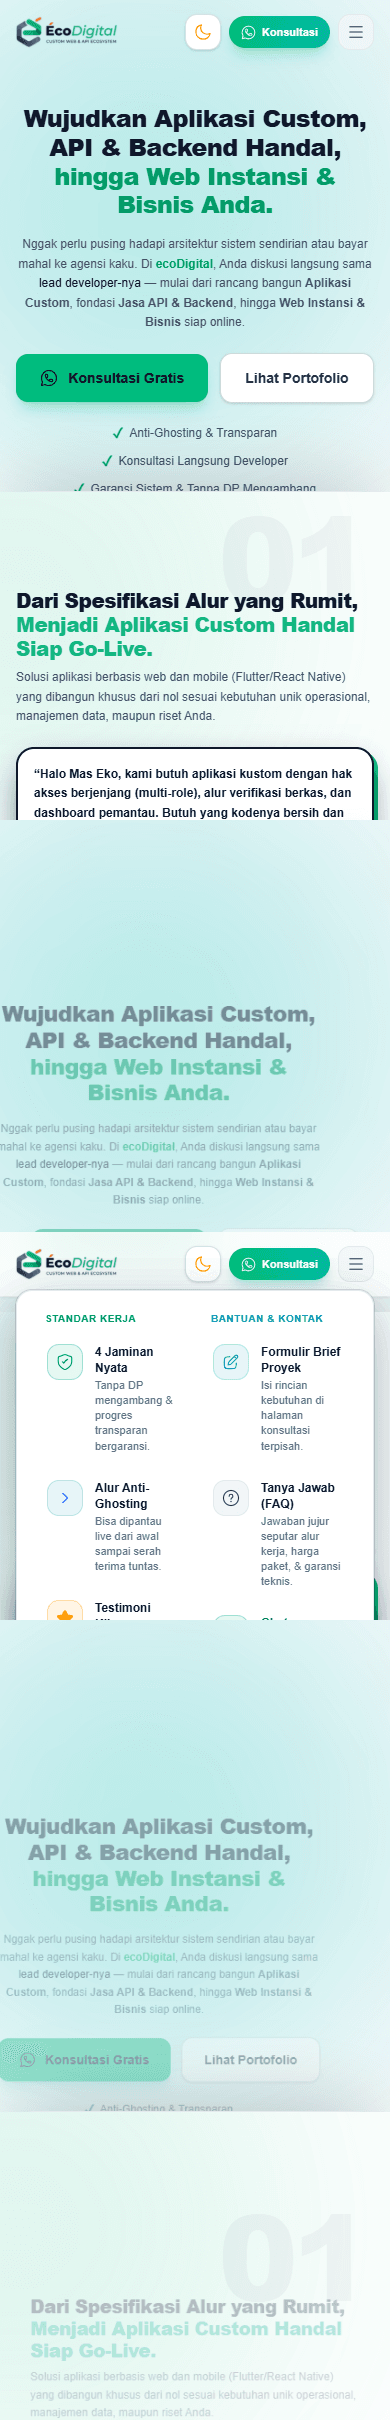 ÉcoDigital
CUSTOM WEB & API ECOSYSTEM
Konsultasi
Wujudkan Aplikasi Custom,
API & Backend Handal,
hingga Web Instansi &
Bisnis Anda.
Nggak perlu pusing hadapi arsitektur sistem sendirian atau bayar
mahal ke agensi kaku. Di ecoDigital, Anda diskusi langsung sama
lead developer-nya — mulai dari rancang bangun Aplikasi
Custom, fondasi Jasa API & Backend, hingga Web Instansi &
Bisnis siap online.
Konsultasi Gratis
Lihat Portofolio
✓ Anti-Ghosting & Transparan
✓ Konsultasi Langsung Developer
✓ Garansi Sistem & Tanpa DP Mengambang
01
Dari Spesifikasi Alur yang Rumit,
Menjadi Aplikasi Custom Handal
Siap Go-Live.
Solusi aplikasi berbasis web dan mobile (Flutter/React Native)
yang dibangun khusus dari nol sesuai kebutuhan unik operasional,
manajemen data, maupun riset Anda.
“Halo Mas Eko, kami butuh aplikasi kustom dengan hak
akses berjenjang (multi-role), alur verifikasi berkas, dan
dashboard pemantau. Butuh yang kodenya bersih dan
Wujudkan Aplikasi Custom,
API & Backend Handal,
hingga Web Instansi &
Bisnis Anda.
Nggak perlu pusing hadapi arsitektur sistem sendirian atau bayar
mahal ke agensi kaku. Di ecoDigital, Anda diskusi langsung sama
lead developer-nya — mulai dari rancang bangun Aplikasi
Custom, fondasi Jasa API & Backend, hingga Web Instansi &
Bisnis siap online.
ÉcoDigital
CUSTOM WEB & API ECOSYSTEM
Konsultasi
STANDAR KERJA
4 Jaminan
Nyata
Tanpa DP
mengambang &
progres
transparan
bergaransi.
Alur Anti-
Ghosting
Bisa dipantau
live dari awal
sampai serah
terima tuntas.
Testimoni
BANTUAN & KONTAK
Formulir Brief
Proyek
Isi rincian
kebutuhan di
halaman
konsultasi
terpisah.
Tanya Jawab
(FAQ)
Jawaban jujur
seputar alur
kerja, harga
paket, & garansi
teknis.
Wujudkan Aplikasi Custom,
API & Backend Handal,
hingga Web Instansi &
Bisnis Anda.
Nggak perlu pusing hadapi arsitektur sistem sendirian atau bayar
mahal ke agensi kaku. Di ecoDigital, Anda diskusi langsung sama
lead developer-nya — mulai dari rancang bangun Aplikasi
Custom, fondasi Jasa API & Backend, hingga Web Instansi &
Bisnis siap online.
Konsultasi Gratis
Lihat Portofolio
✓ Anti-Ghosting & Transparan
01
Dari Spesifikasi Alur yang Rumit,
Menjadi Aplikasi Custom Handal
Siap Go-Live.
Solusi aplikasi berbasis web dan mobile (Flutter/React Native)
yang dibangun khusus dari nol sesuai kebutuhan unik operasional,
manajemen data, maupun riset Anda.